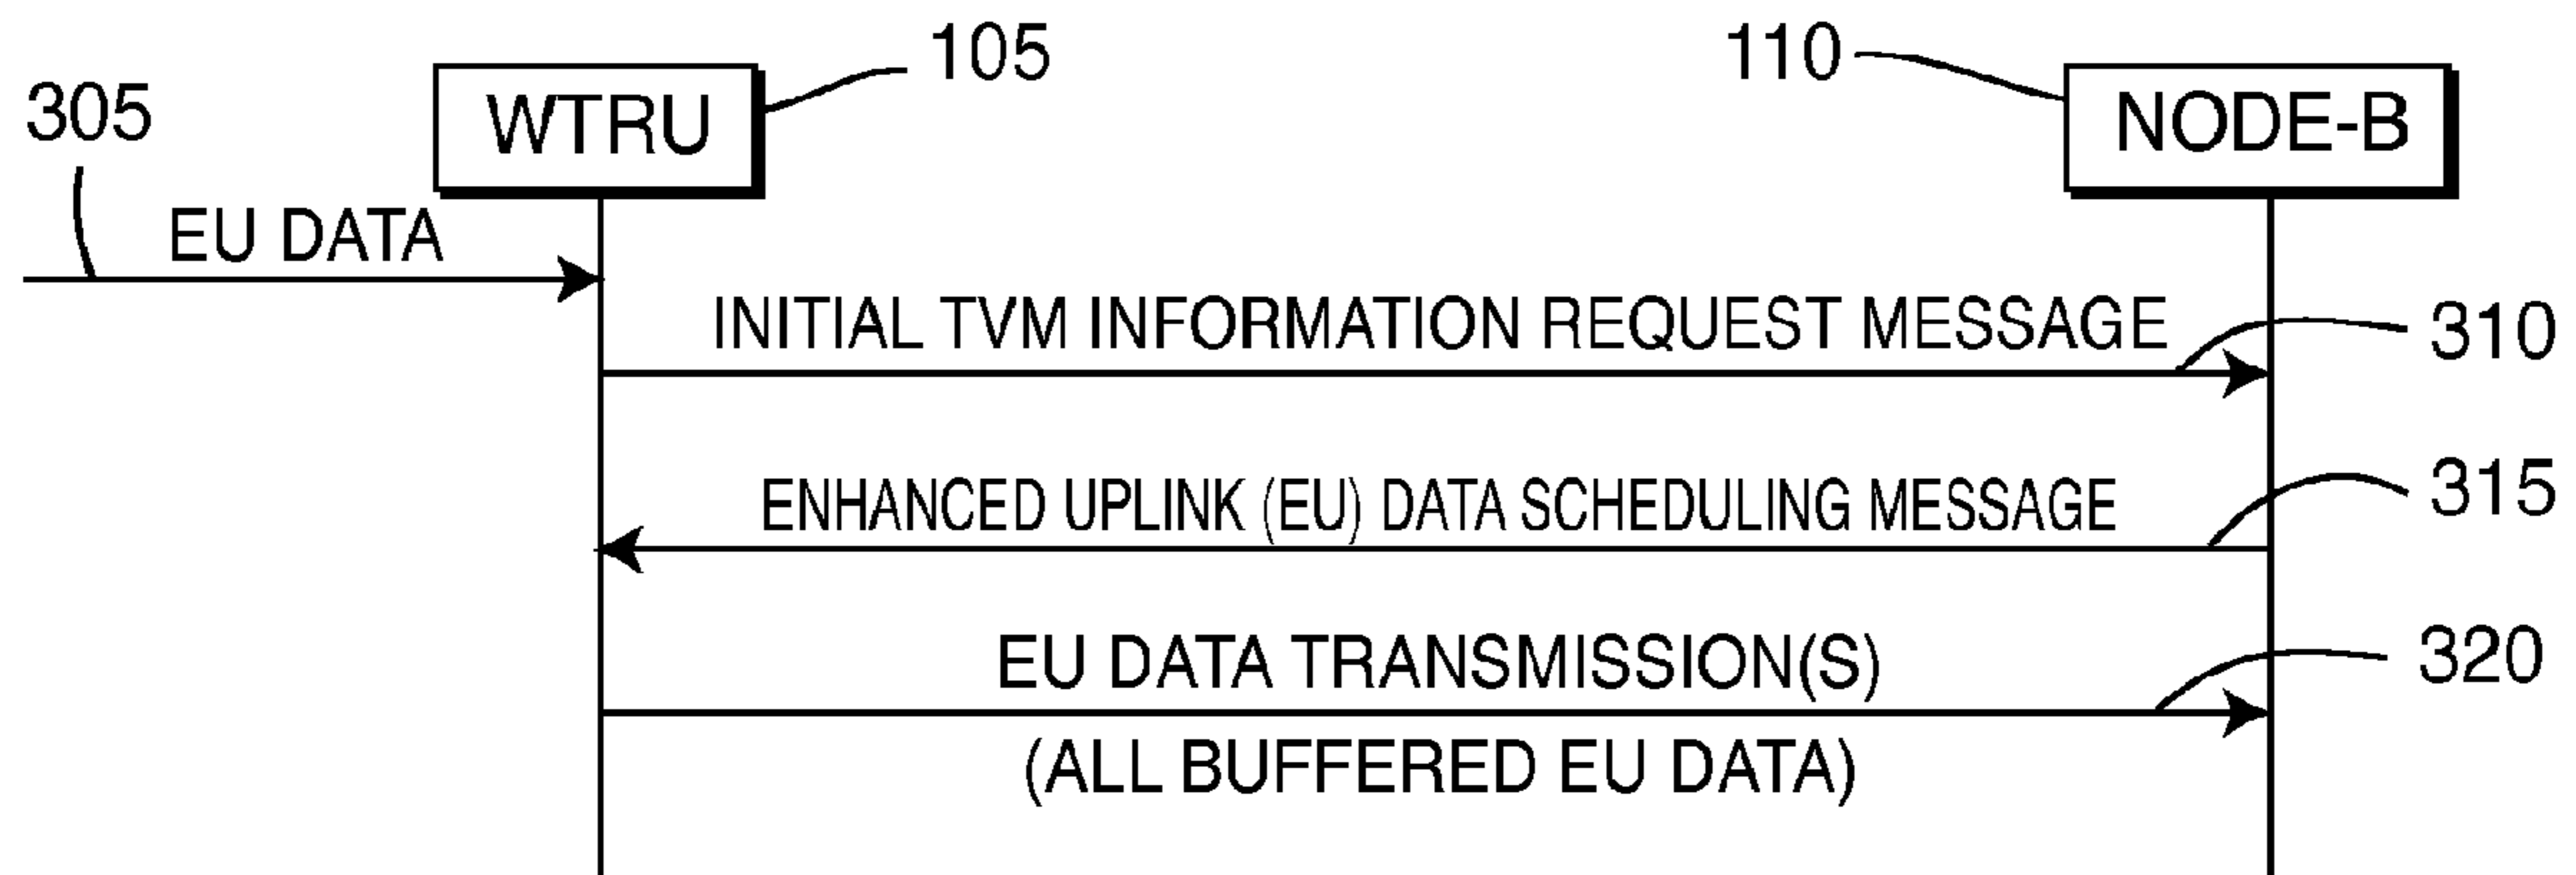 105
110
305
WTRU
NODE-B
EU DATA
INITIAL TVM INFORMATION REQUEST MESSAGE
310
ENHANCED UPLINK (EU) DATA SCHEDULING MESSAGE
315
EU DATA TRANSMISSION(S)
320
(ALL BUFFERED EU DATA)